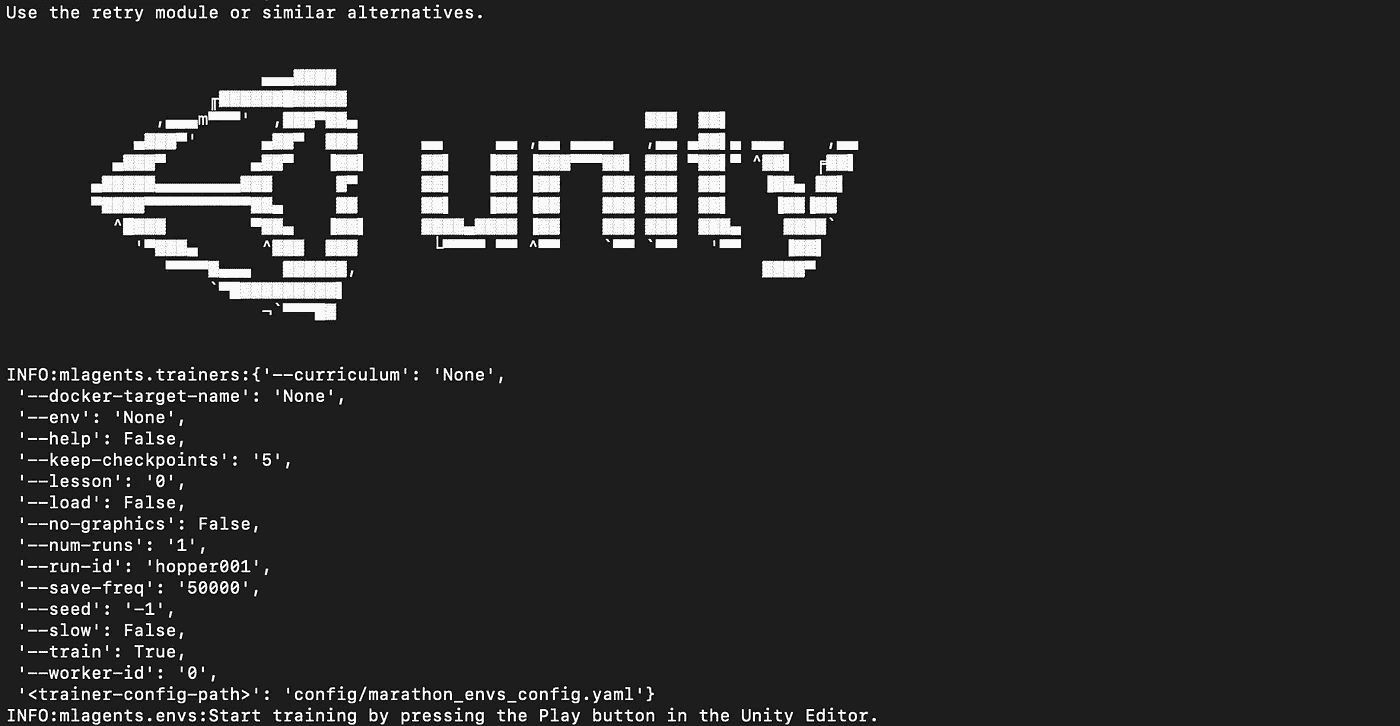 Use the retry module or similar alternatives.
unity
INFO:mlagents.trainers:{'--curriculum': 'None',
'--docker-target-name': 'None',
'--env': 'None',
'--help': False,
'--keep-checkpoints': '5',
'--lesson': '0',
'--load': False,
'--no-graphics': False,
'--num-runs': '1',
'--run-id': 'hopper001',
'--save-freq': '50000',
'--seed': '-1',
'--slow': False,
'--train': True,
'--worker-id': '0',
'<trainer-config-path>': 'config/marathon_envs_config.yaml'}
INFO:mlagents.envs:Start training by pressing the Play button in the Unity Editor.